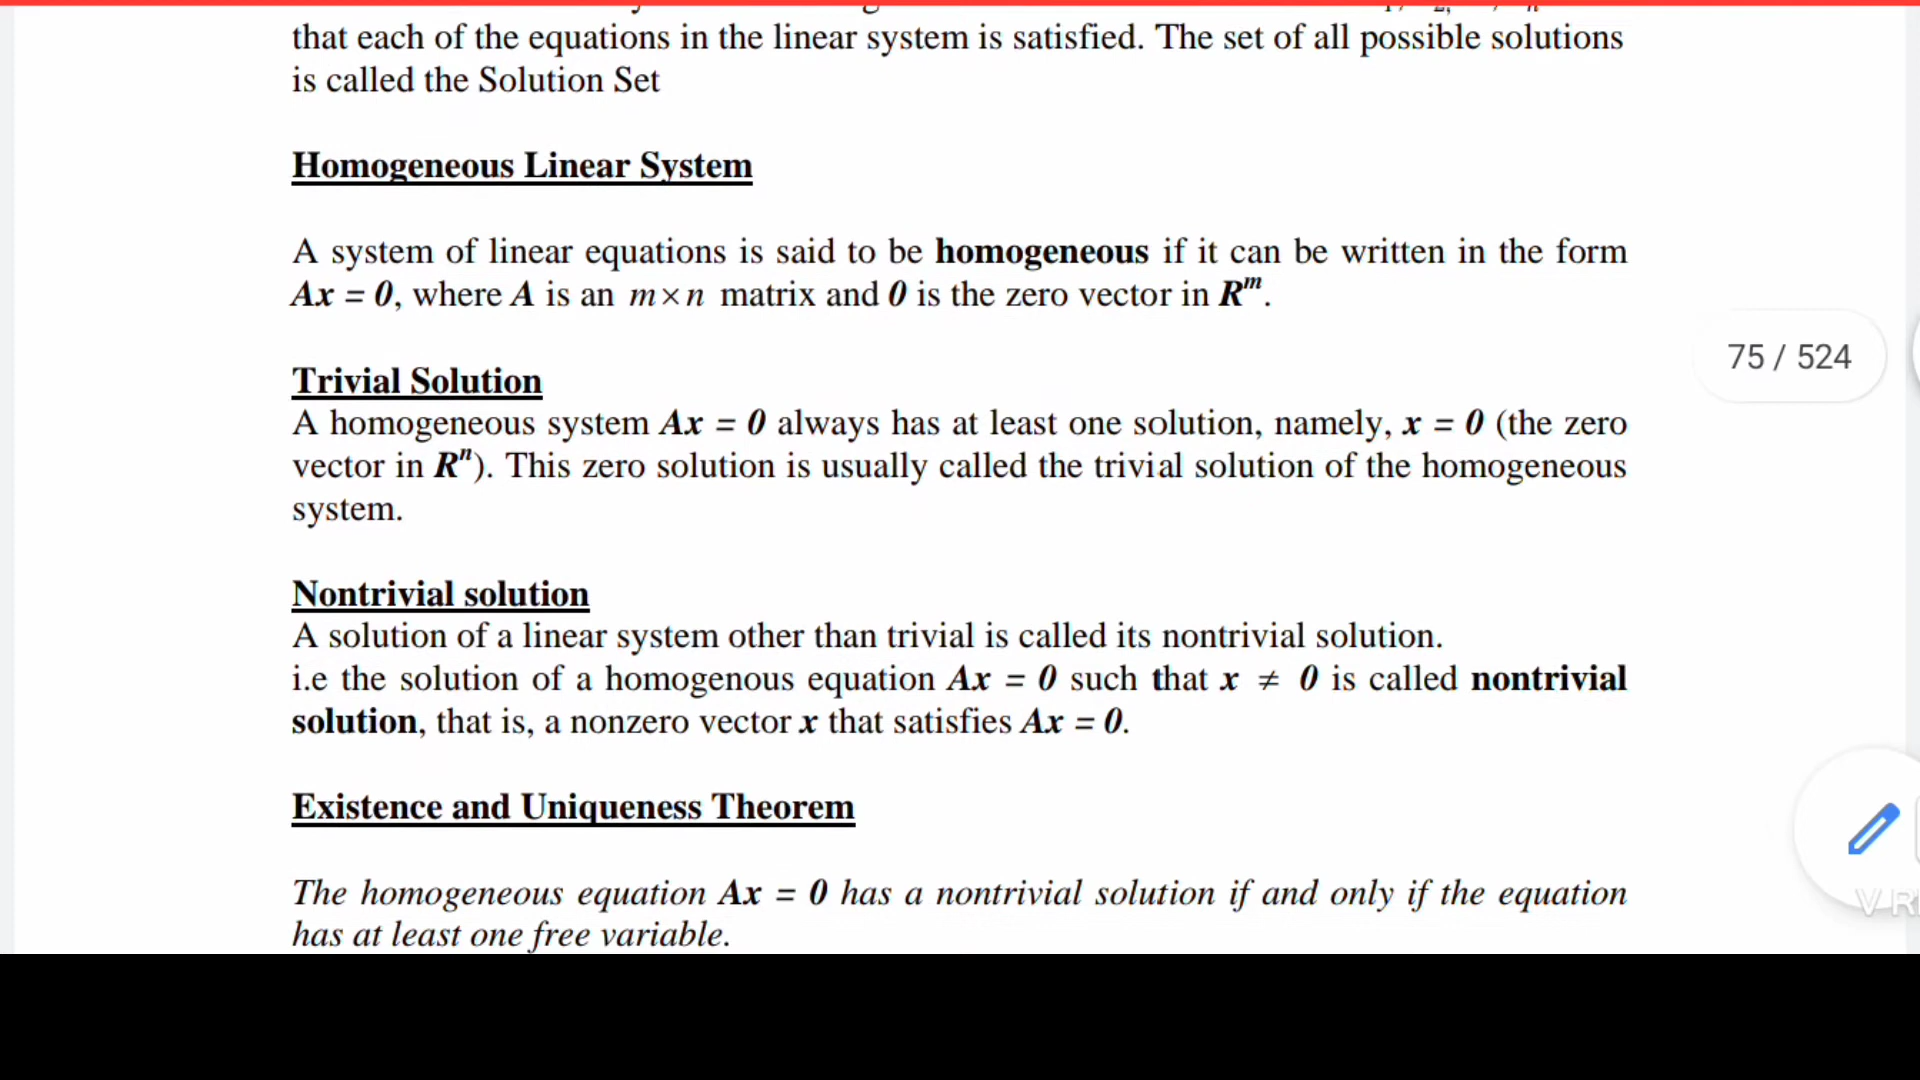 that each of the equations in the linear system is satisfied. The set of all possible solutions
is called the Solution Set
Homogeneous Linear System
A system of linear equations is said to be homogeneous if it can be written in the form
Ax = 0, where A is an m×n matrix and 0 is the zero vector in Rᵐ.
75 / 524
Trivial Solution
A homogeneous system Ax = 0 always has at least one solution, namely, x = 0 (the zero
vector in Rⁿ). This zero solution is usually called the trivial solution of the homogeneous
system.
Nontrivial solution
A solution of a linear system other than trivial is called its nontrivial solution.
i.e the solution of a homogenous equation Ax = 0 such that x ≠ 0 is called nontrivial
solution, that is, a nonzero vector x that satisfies Ax = 0.
Existence and Uniqueness Theorem
The homogeneous equation Ax = 0 has a nontrivial solution if and only if the equation
has at least one free variable.